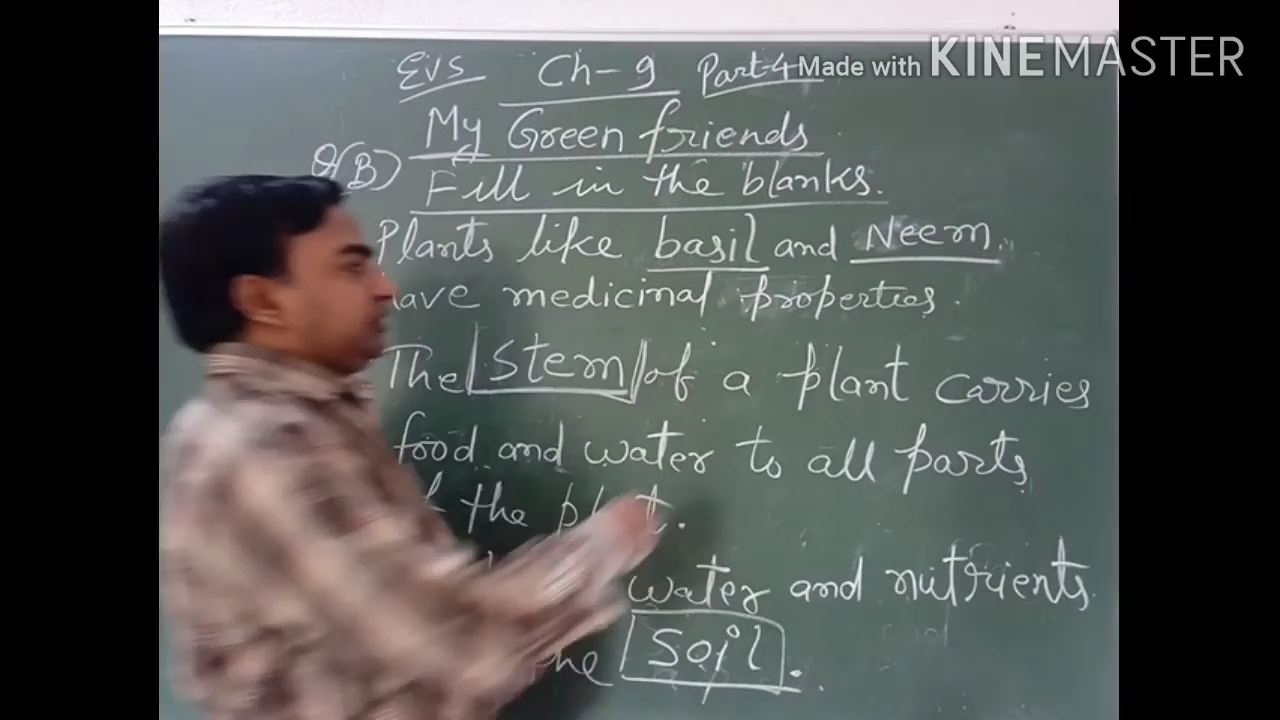 EVS Ch-9 Part-4
Made with KINEMASTER
My Green friends
Q(B) Fill in the blanks.
Plants like basil and Neem
have medicinal properties.
The Stem of a plant carries
food and water to all parts
the
water and nutrients
Soil.